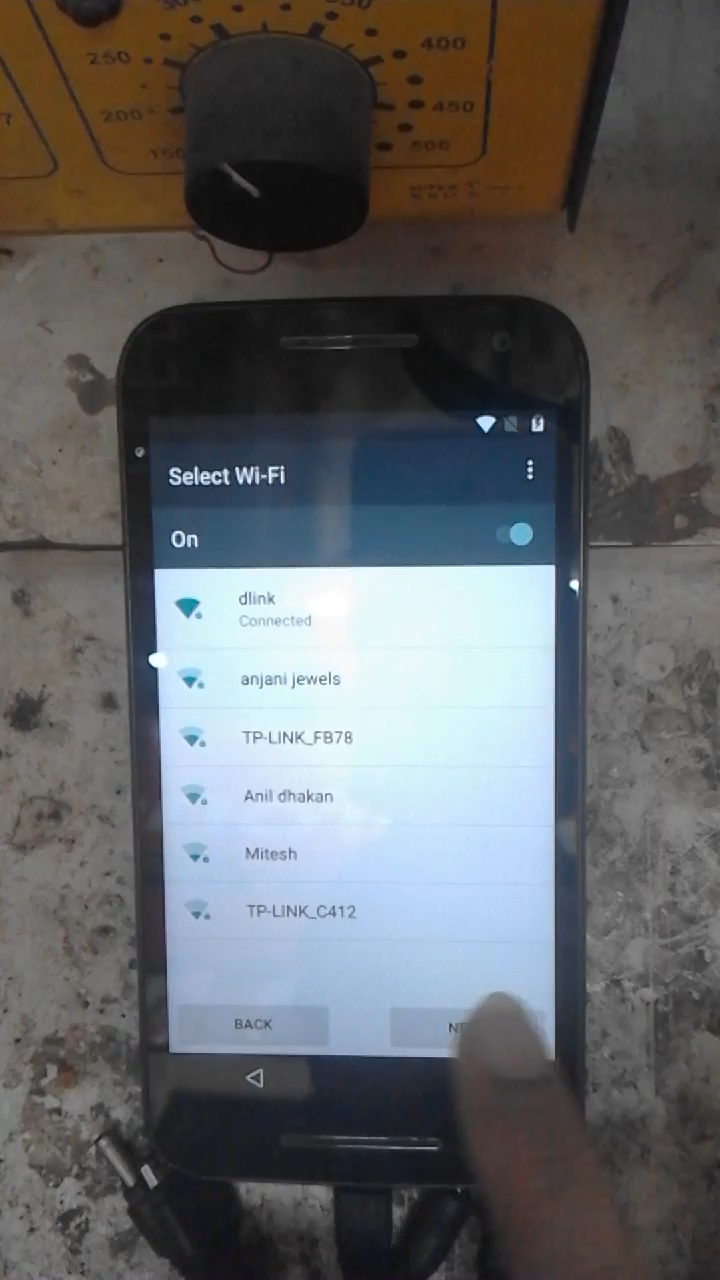 400
250
450
200
500
150
Select Wi-Fi
On
dlink
Connected
anjani jewels
TP-LINK_FB78
Anil dhakan
Mitesh
TP-LINK_C412
BACK